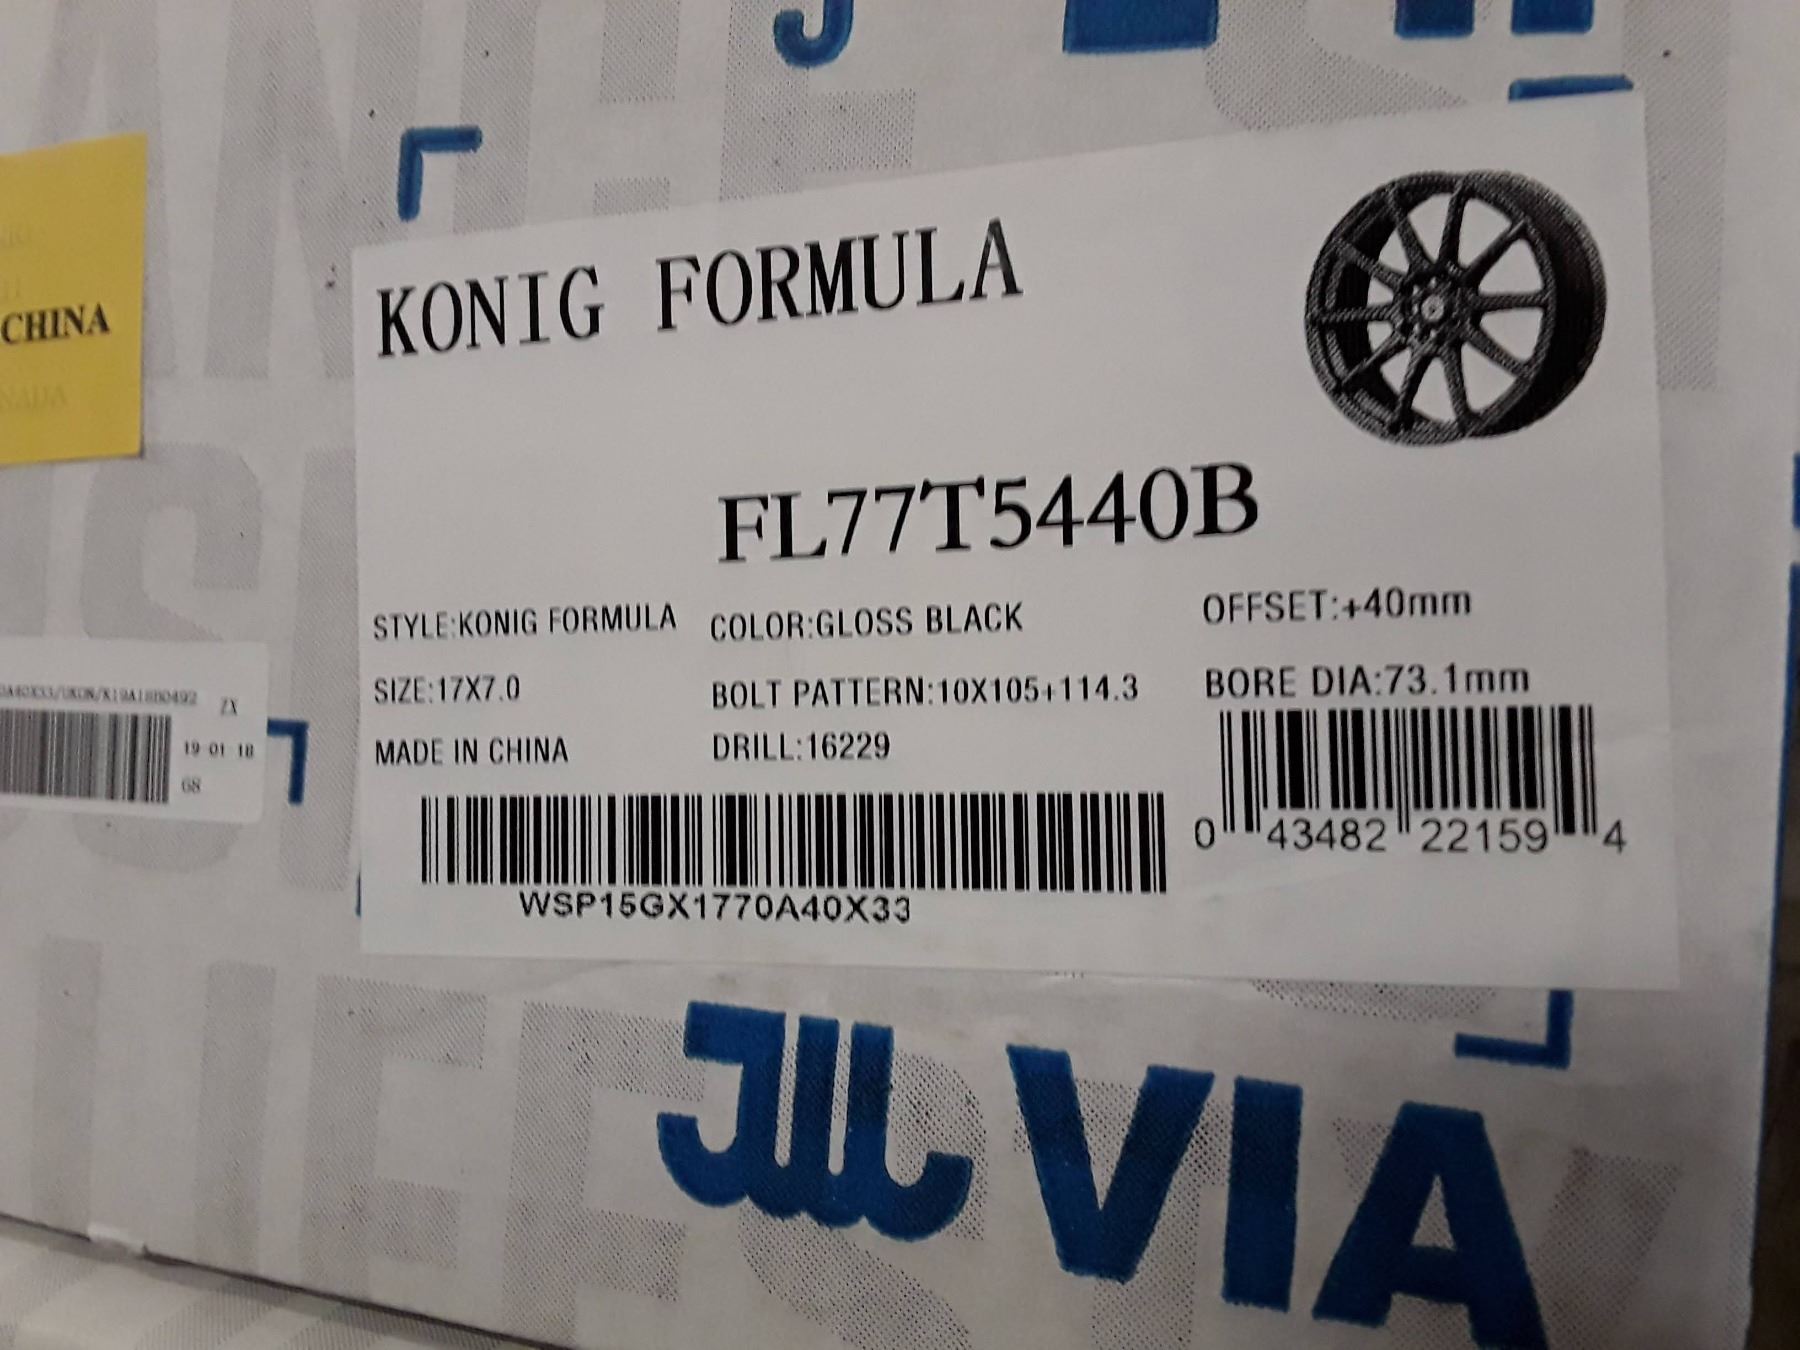 KONIG FORMULA
FL77T5440B
STYLE:KONIG FORMULA
COLOR:GLOSS BLACK
OFFSET:+40mm
SIZE:17X7.0
BOLT PATTERN:10X105+114.3
BORE DIA:73.1mm
MADE IN CHINA
DRILL:16229
WSP15GX1770A40X33
0 43482 22159 4
CHINA
ZX
19 01 18
68
JWL VIA